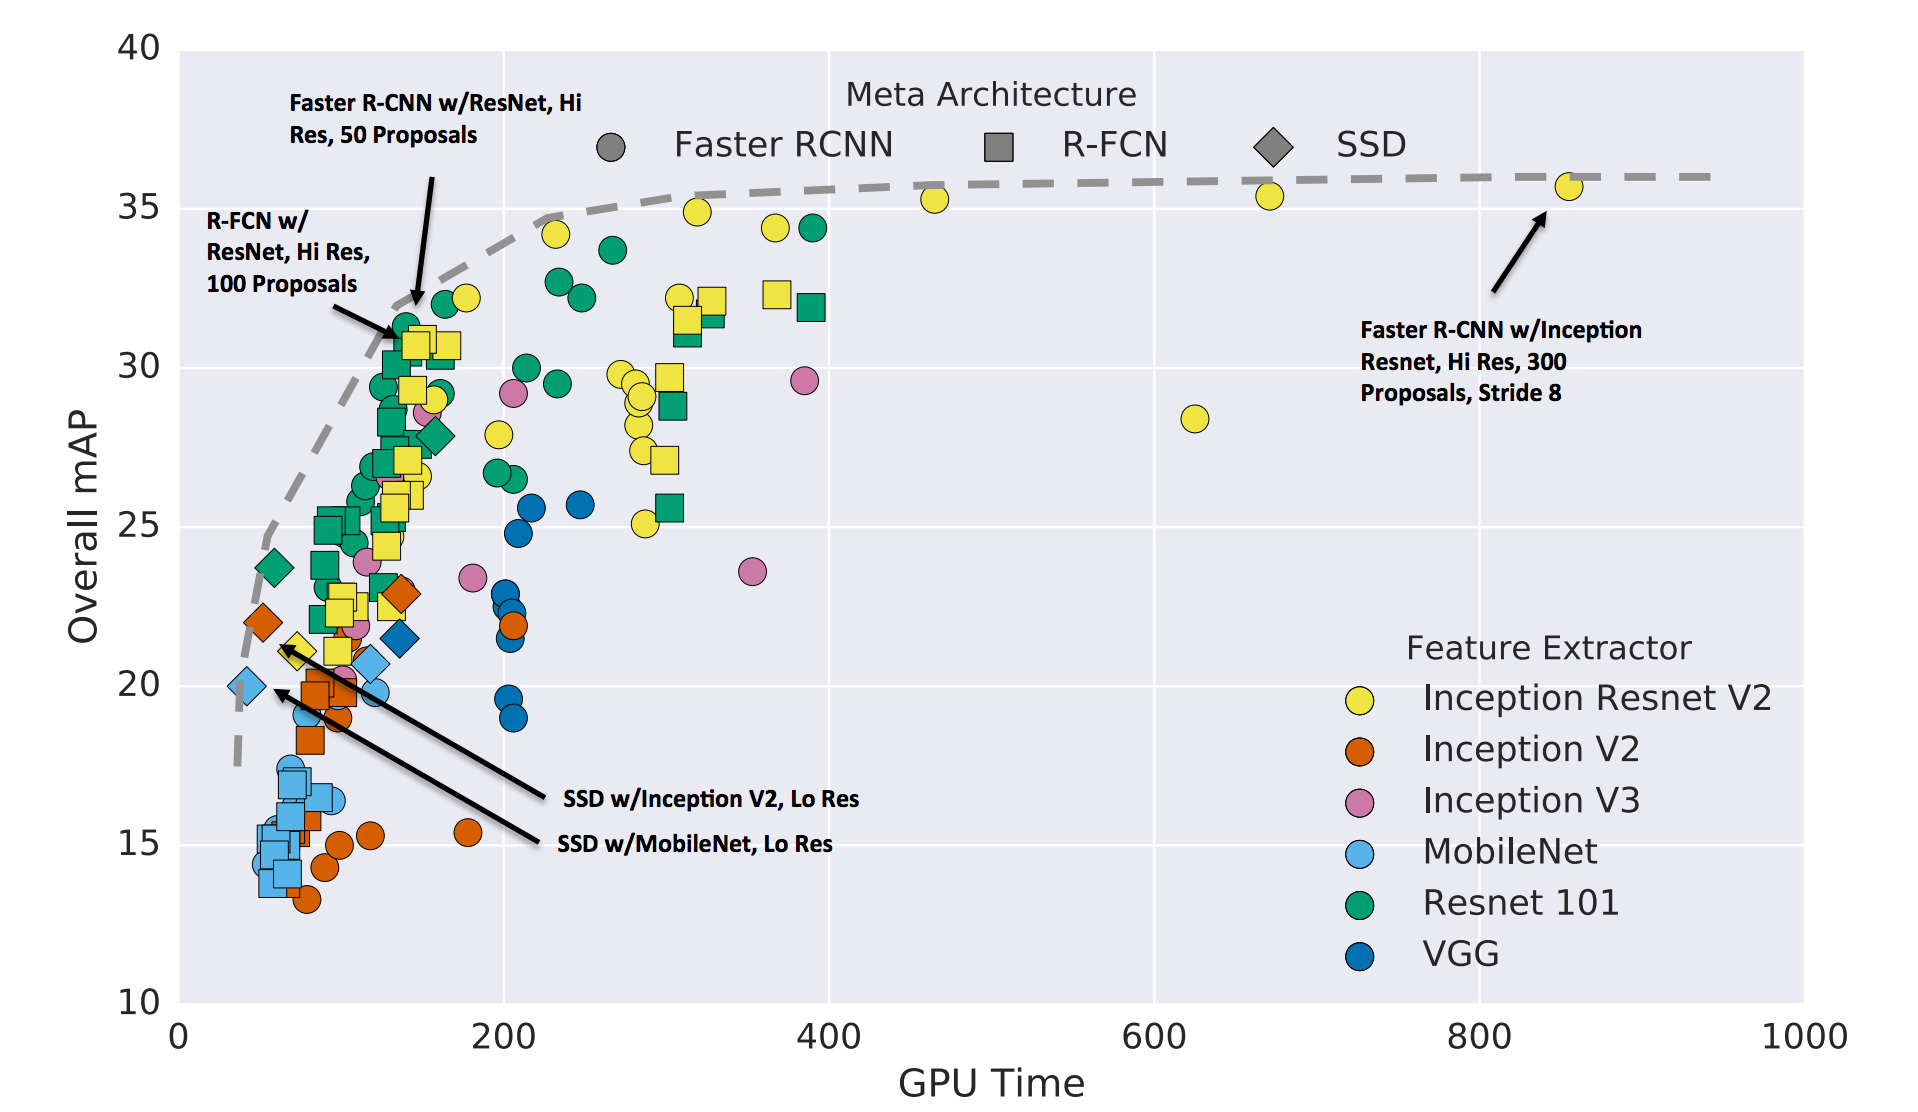 40
35
30
25
20
15
10
Overall mAP
0
200
400
600
800
1000
GPU Time
Meta Architecture
Faster RCNN
R-FCN
SSD
Faster R-CNN w/ResNet, Hi
Res, 50 Proposals
R-FCN w/
ResNet, Hi Res,
100 Proposals
Faster R-CNN w/Inception
Resnet, Hi Res, 300
Proposals, Stride 8
SSD w/Inception V2, Lo Res
SSD w/MobileNet, Lo Res
Feature Extractor
Inception Resnet V2
Inception V2
Inception V3
MobileNet
Resnet 101
VGG